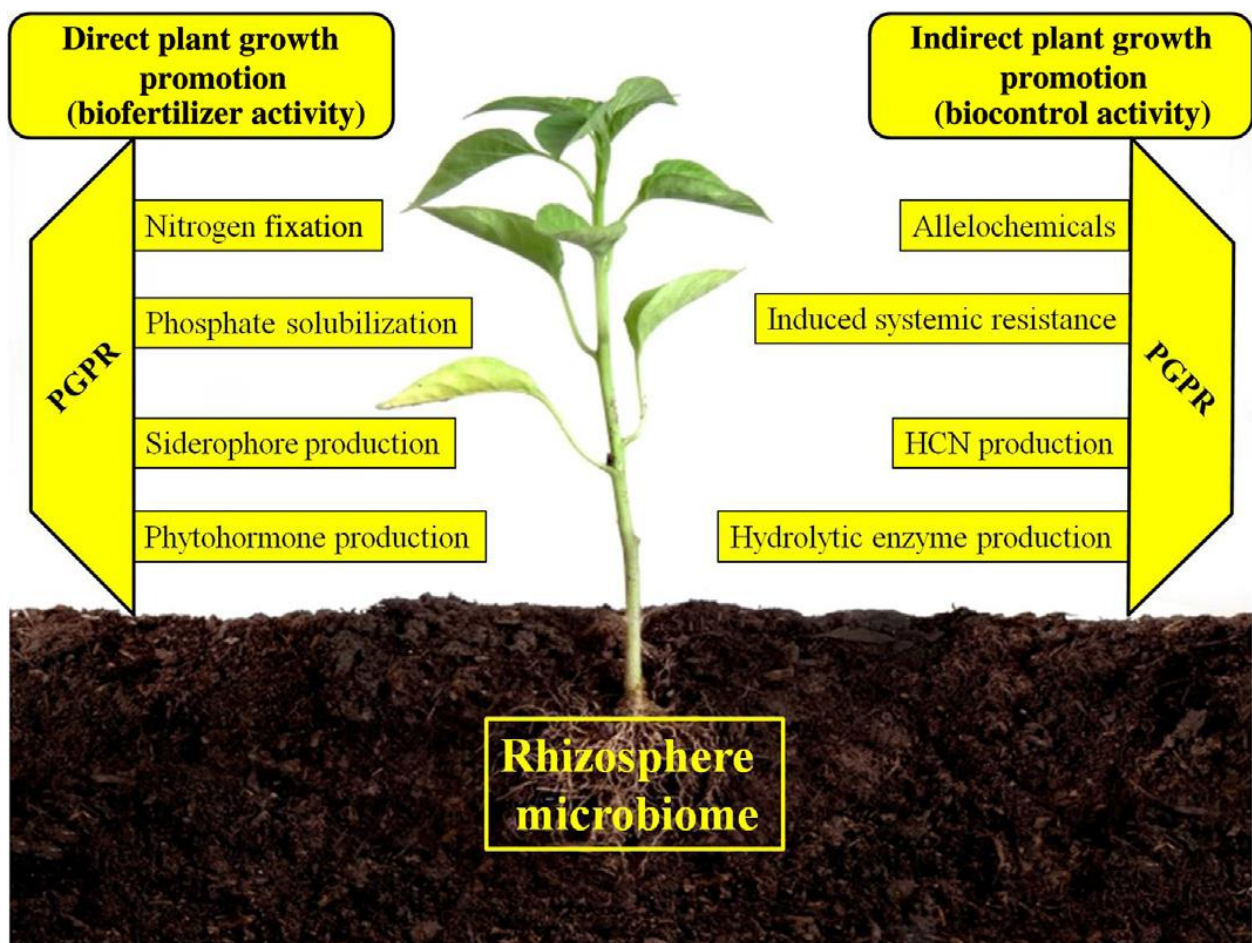 Direct plant growth
promotion
(biofertilizer activity)
PGPR
Nitrogen fixation
Phosphate solubilization
Siderophore production
Phytohormone production
Indirect plant growth
promotion
(biocontrol activity)
Allelochemicals
Induced systemic resistance
HCN production
Hydrolytic enzyme production
PGPR
Rhizosphere
microbiome